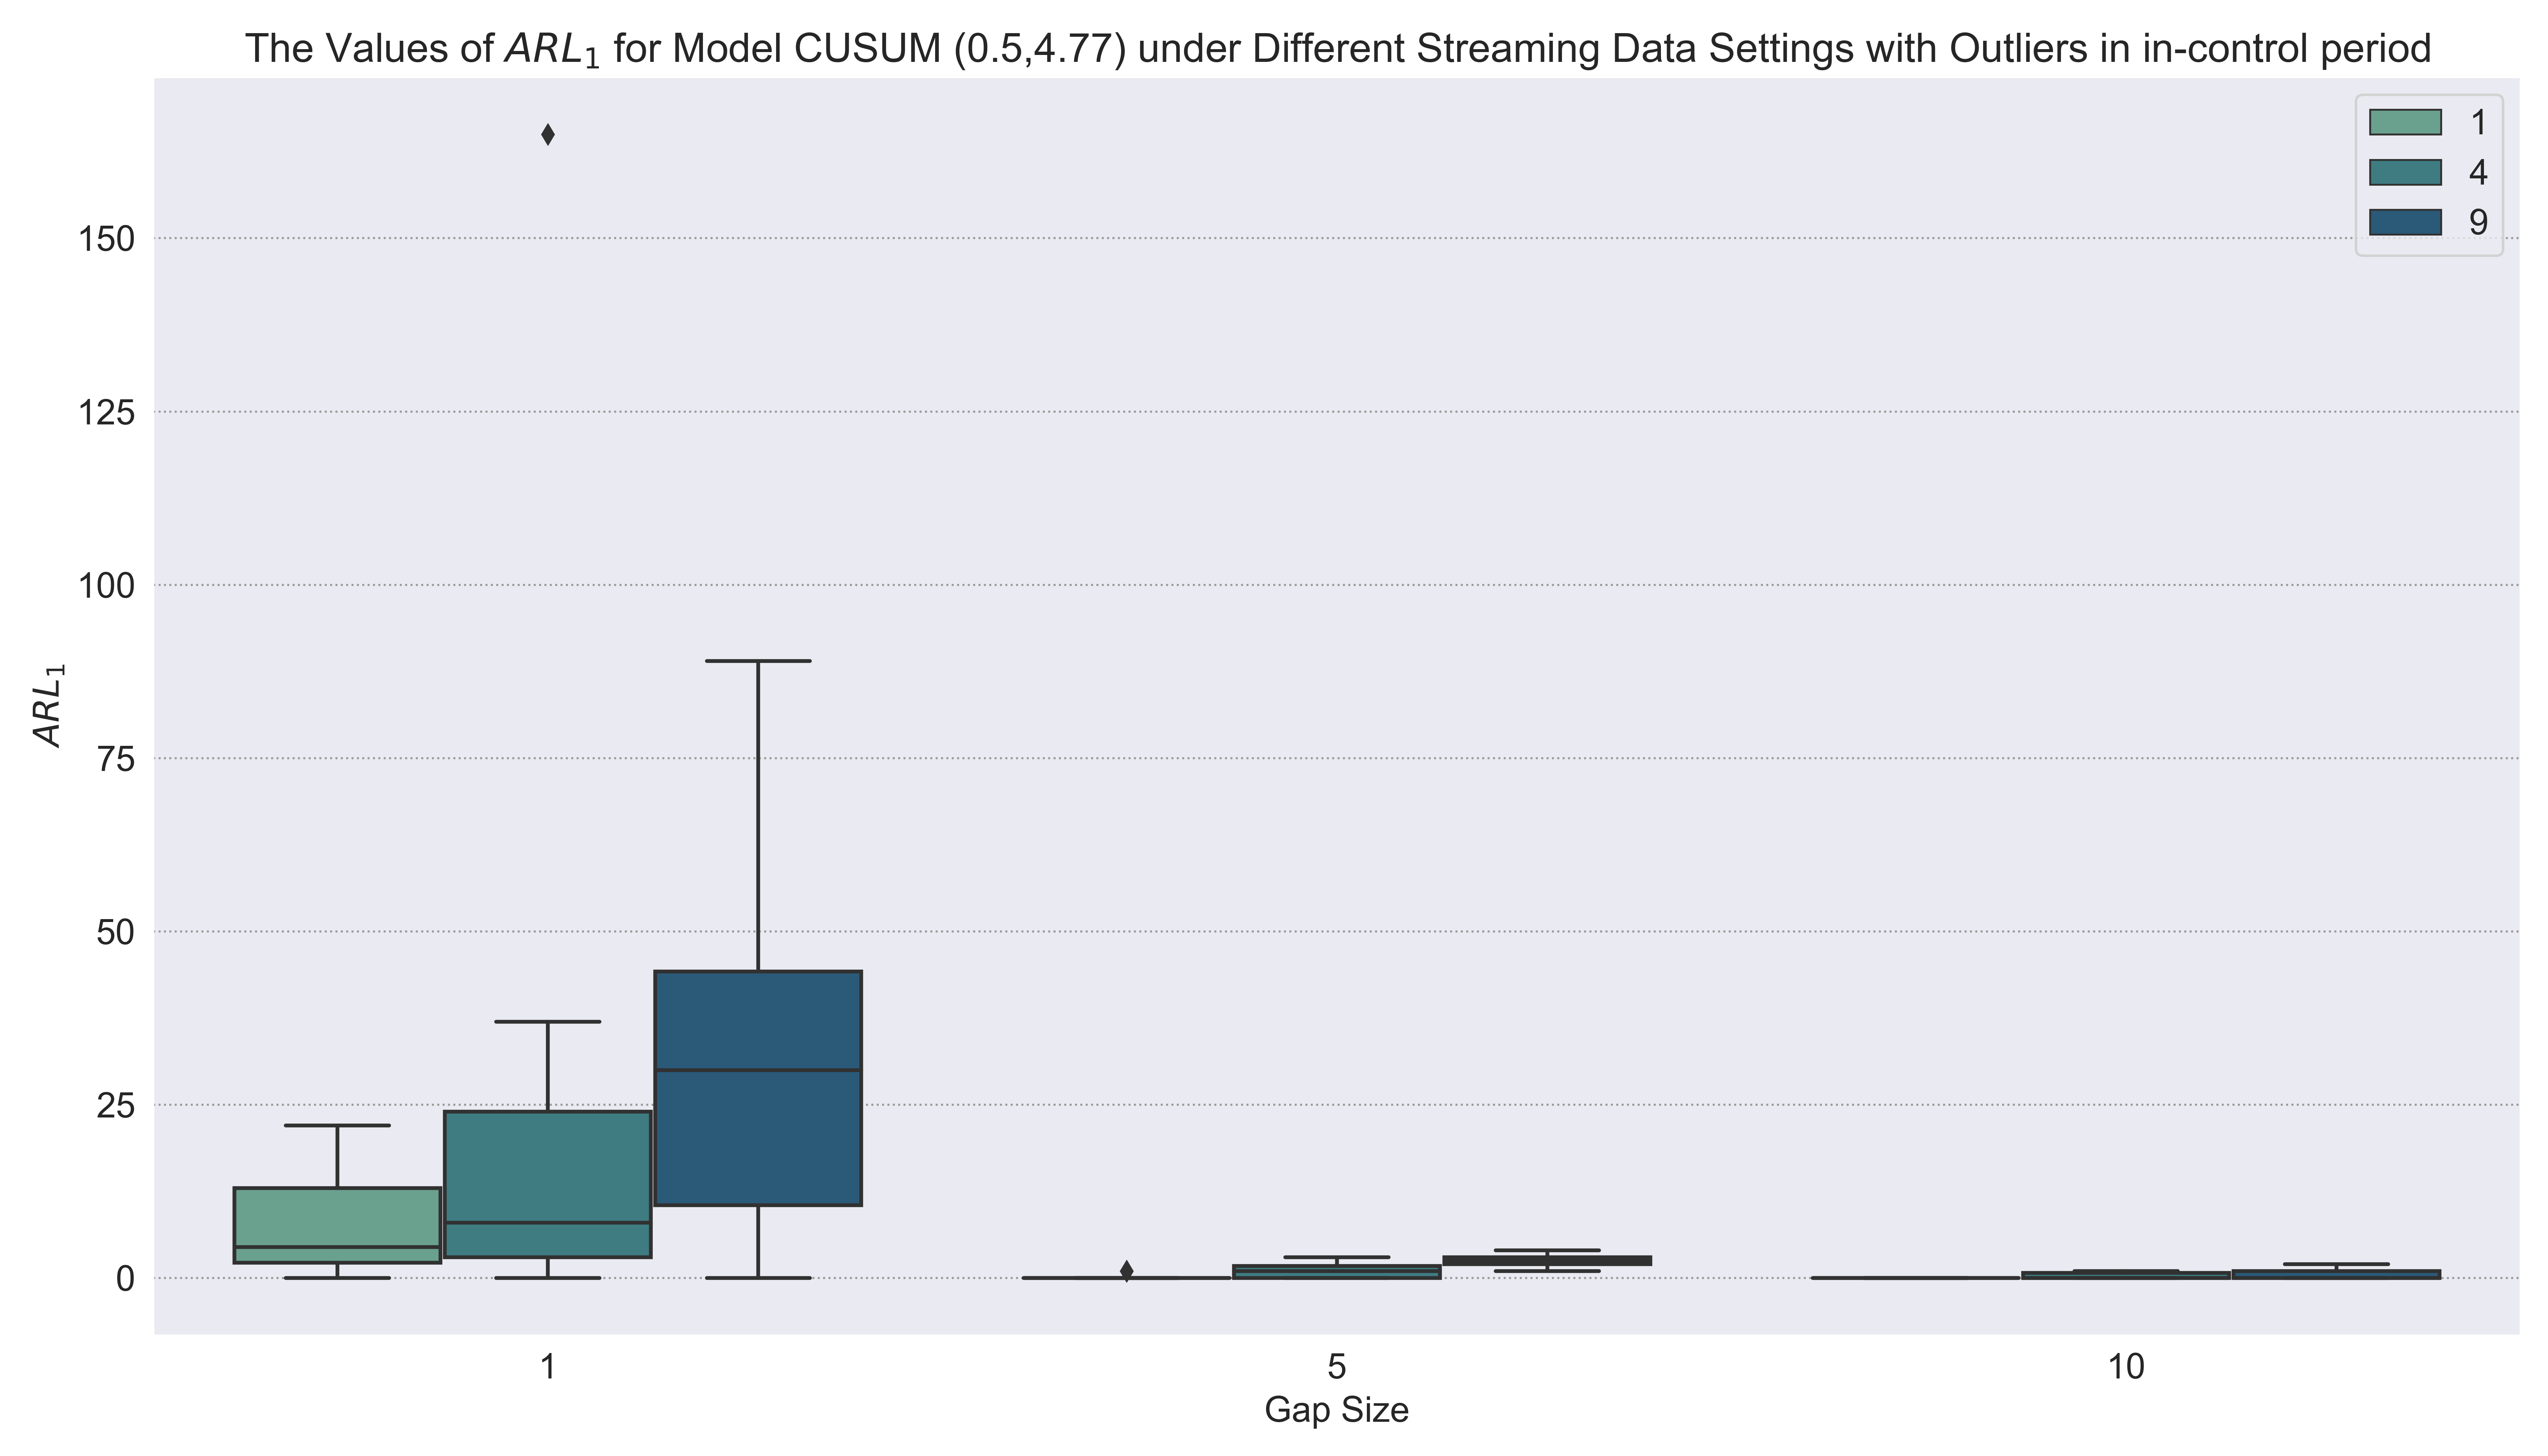 The Values of ARL₁ for Model CUSUM (0.5,4.77) under Different Streaming Data Settings with Outliers in in-control period
1
4
9
150
125
100
75
50
25
0
ARL₁
1 5 10
Gap Size